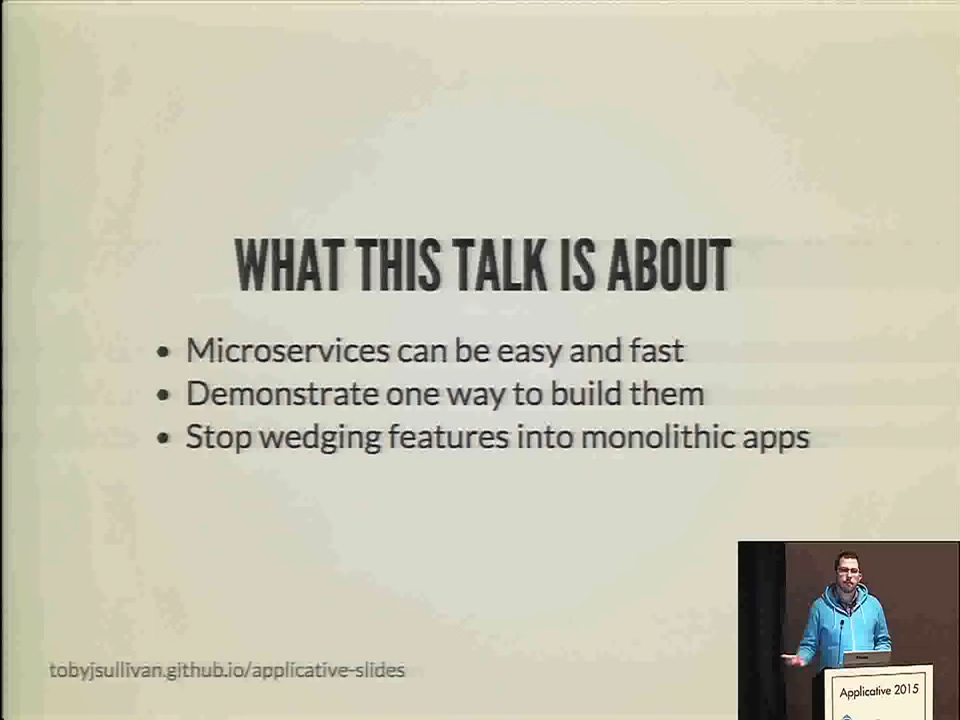 WHAT THIS TALK IS ABOUT
• Microservices can be easy and fast
• Demonstrate one way to build them
• Stop wedging features into monolithic apps
tobyjsullivan.github.io/applicative-slides
Applicative 2015